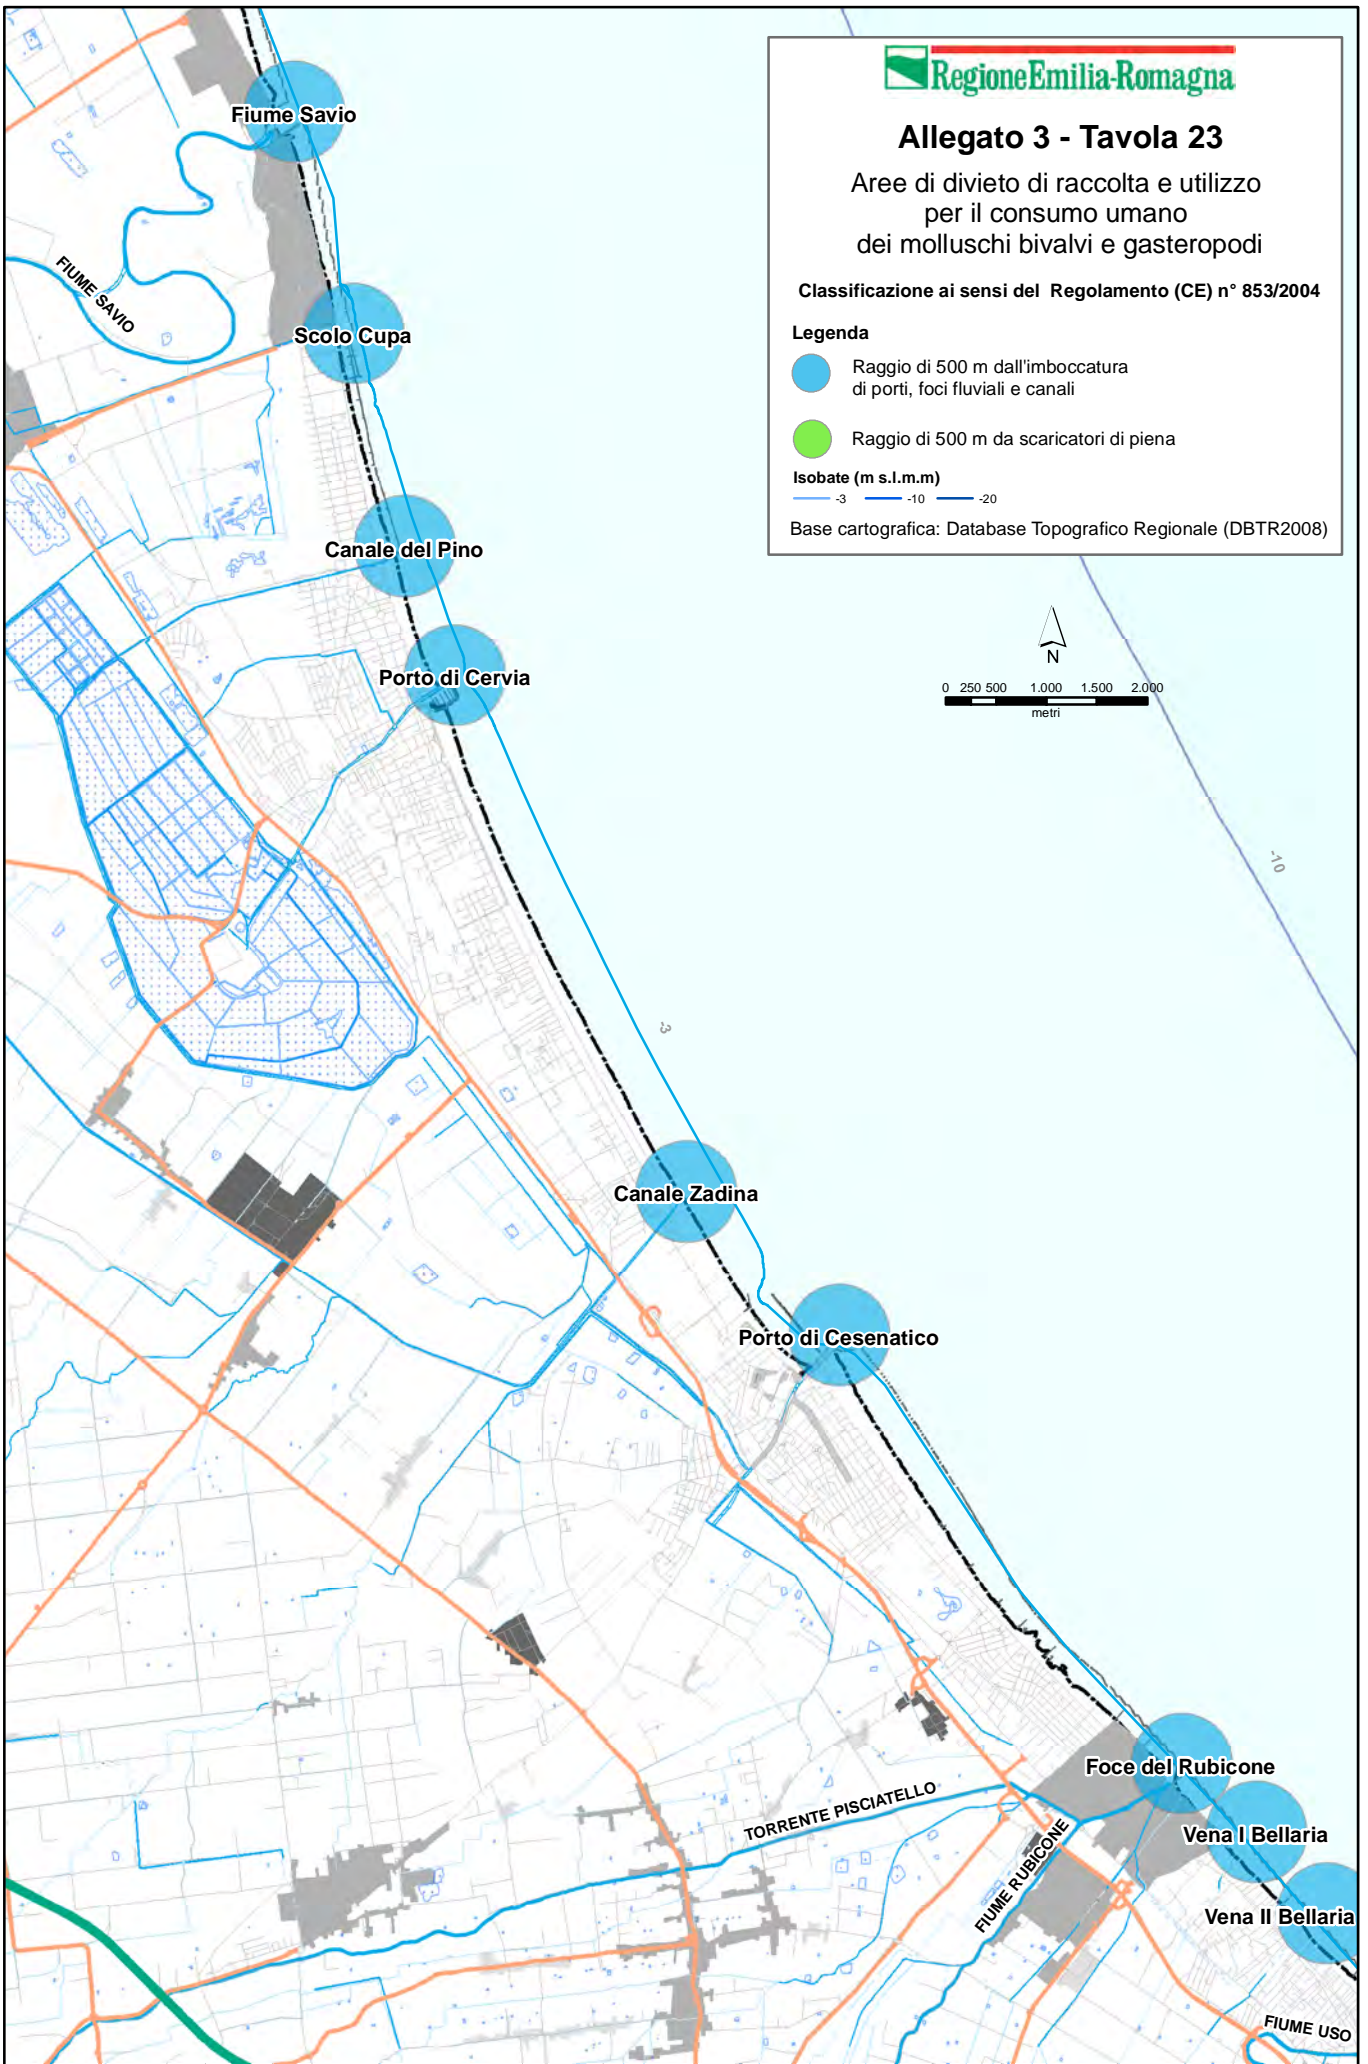 RegioneEmilia-Romagna
Allegato 3 - Tavola 23
Aree di divieto di raccolta e utilizzo
per il consumo umano
dei molluschi bivalvi e gasteropodi
Classificazione ai sensi del Regolamento (CE) n° 853/2004
Legenda
Raggio di 500 m dall'imboccatura
di porti, foci fluviali e canali
Raggio di 500 m da scaricatori di piena
Isobate (m s.l.m.m)
-3 -10 -20
Base cartografica: Database Topografico Regionale (DBTR2008)
N
0 250 500 1.000 1.500 2.000
metri
Fiume Savio
FIUME SAVIO
Scolo Cupa
Canale del Pino
Porto di Cervia
-10
-3
Canale Zadina
Porto di Cesenatico
Foce del Rubicone
TORRENTE PISCIATELLO
FIUME RUBICONE
Vena I Bellaria
Vena II Bellaria
FIUME USO